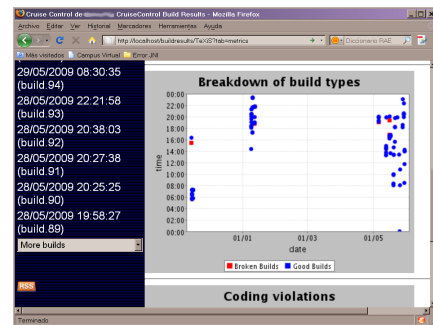 Cruise Control de CruiseControl Build Results - Mozilla Firefox
Archivo Editar Ver Historial Marcadores Herramientas Ayuda
http://localhost/buildresults/TeXiS?tab=metrics
Diccionario RAE
Más visitados Campus Virtual Error JNI
29/05/2009 08:30:35
(build.94)
28/05/2009 22:21:58
(build.93)
28/05/2009 20:38:03
(build.92)
28/05/2009 20:27:38
(build.91)
28/05/2009 20:25:25
(build.90)
28/05/2009 19:58:27
(build.89)
More builds
RSS
Breakdown of build types
time
00:00
22:00
20:00
18:00
16:00
14:00
12:00
10:00
08:00
06:00
04:00
02:00
00:00
01/01 01/03 01/05
date
Broken Builds Good Builds
Coding violations
Terminado